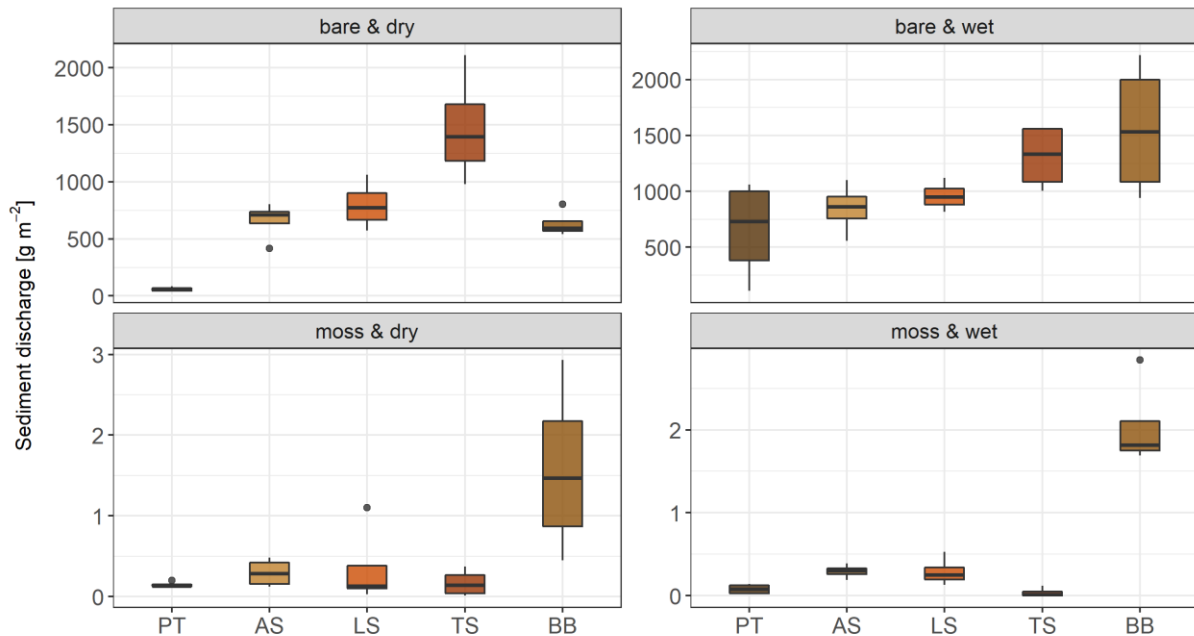 bare & dry
bare & wet
Sediment discharge [g m⁻²]
2000
1500
1000
500
0
2000
1500
1000
500
moss & dry
moss & wet
3
2
1
0
2
1
0
PT AS LS TS BB
PT AS LS TS BB